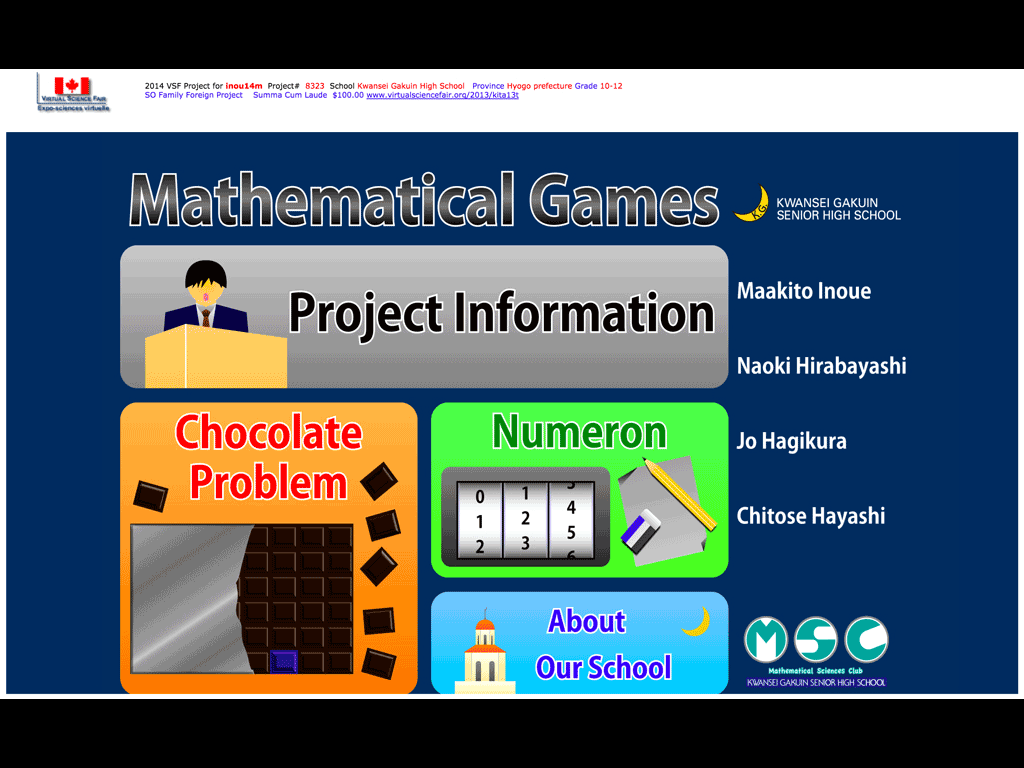 2014 VSF Project for inou14m Project# 8323 School Kwansei Gakuin High School Province Hyogo prefecture Grade 10-12
SO Family Foreign Project Summa Cum Laude $100.00 www.virtualsciencefair.org/2013/kita13t
Virtual Science Fair
Expo-sciences virtuelle
Mathematical Games
KWANSEI GAKUIN
SENIOR HIGH SCHOOL
KG
Project Information
Maakito Inoue
Naoki Hirabayashi
Jo Hagikura
Chitose Hayashi
Chocolate
Problem
Numeron
0 1 3
1 2 4
2 3 5
6
About
Our School
MSC
Mathematical Sciences Club
KWANSEI GAKUIN SENIOR HIGH SCHOOL